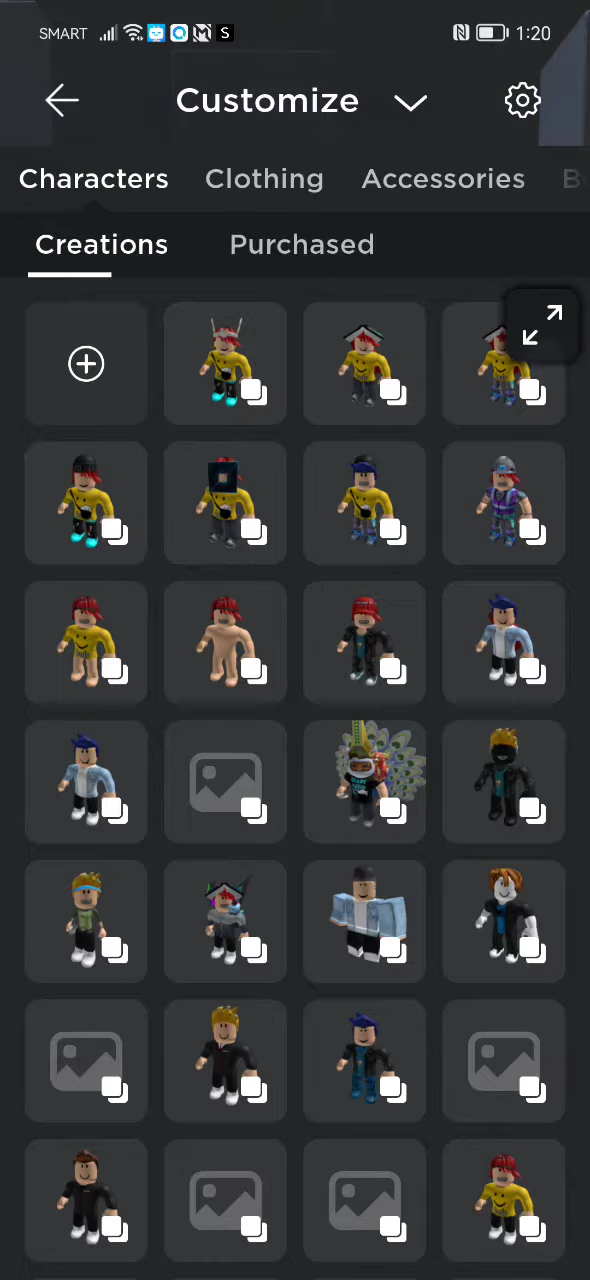 SMART S 1:20
Customize
Characters Clothing Accessories B
Creations Purchased